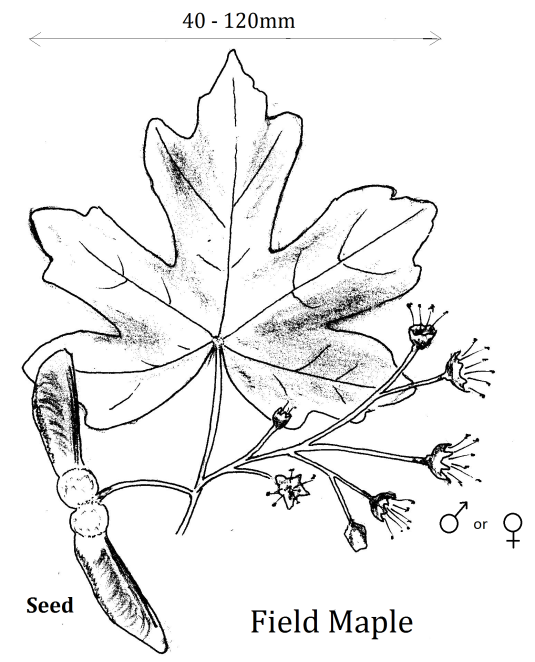 40 - 120mm
♂ or ♀
Seed
Field Maple